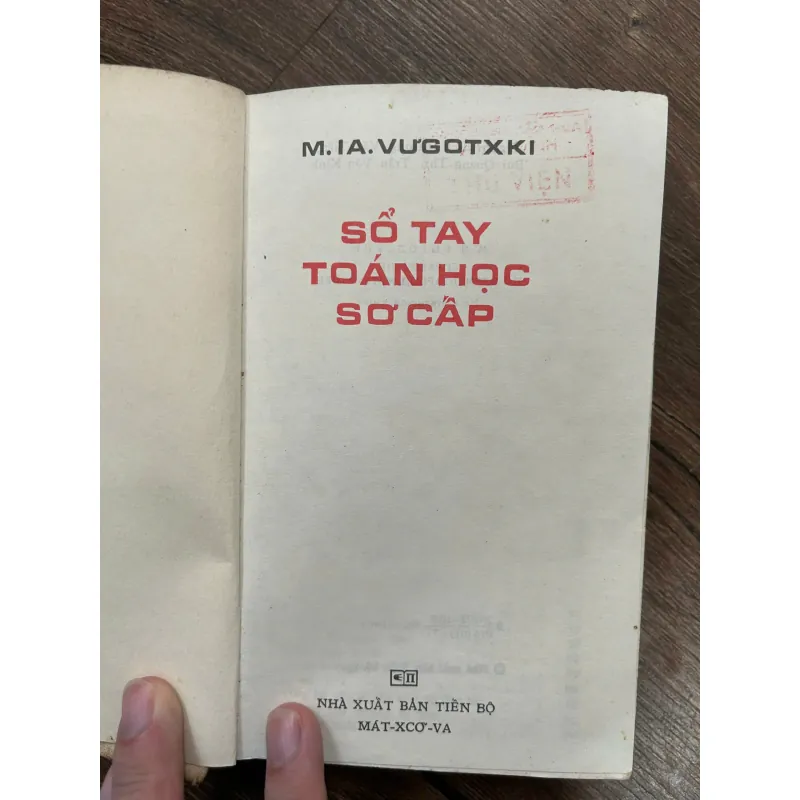 M.IA.VƯGOTXKI
SỔ TAY
TOÁN HỌC
SƠ CẤP
NHÀ XUẤT BẢN TIẾN BỘ
MÁT-XCƠ-VA